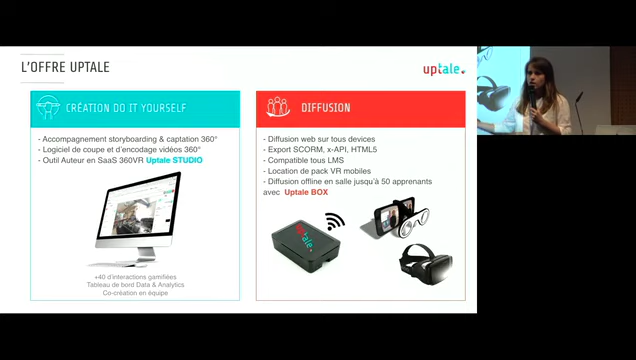 L'OFFRE UPTALE
uptale.
CRÉATION DO IT YOURSELF
- Accompagnement storyboarding & captation 360°
- Logiciel de coupe et d'encodage vidéos 360°
- Outil Auteur en SaaS 360VR Uptale STUDIO
+40 d'interactions gamifiées
Tableau de bord Data & Analytics
Co-création en équipe
DIFFUSION
- Diffusion web sur tous devices
- Export SCORM, x-API, HTML5
- Compatible tous LMS
- Location de pack VR mobiles
- Diffusion offline en salle jusqu'à 50 apprenants
avec Uptale BOX
uptale.